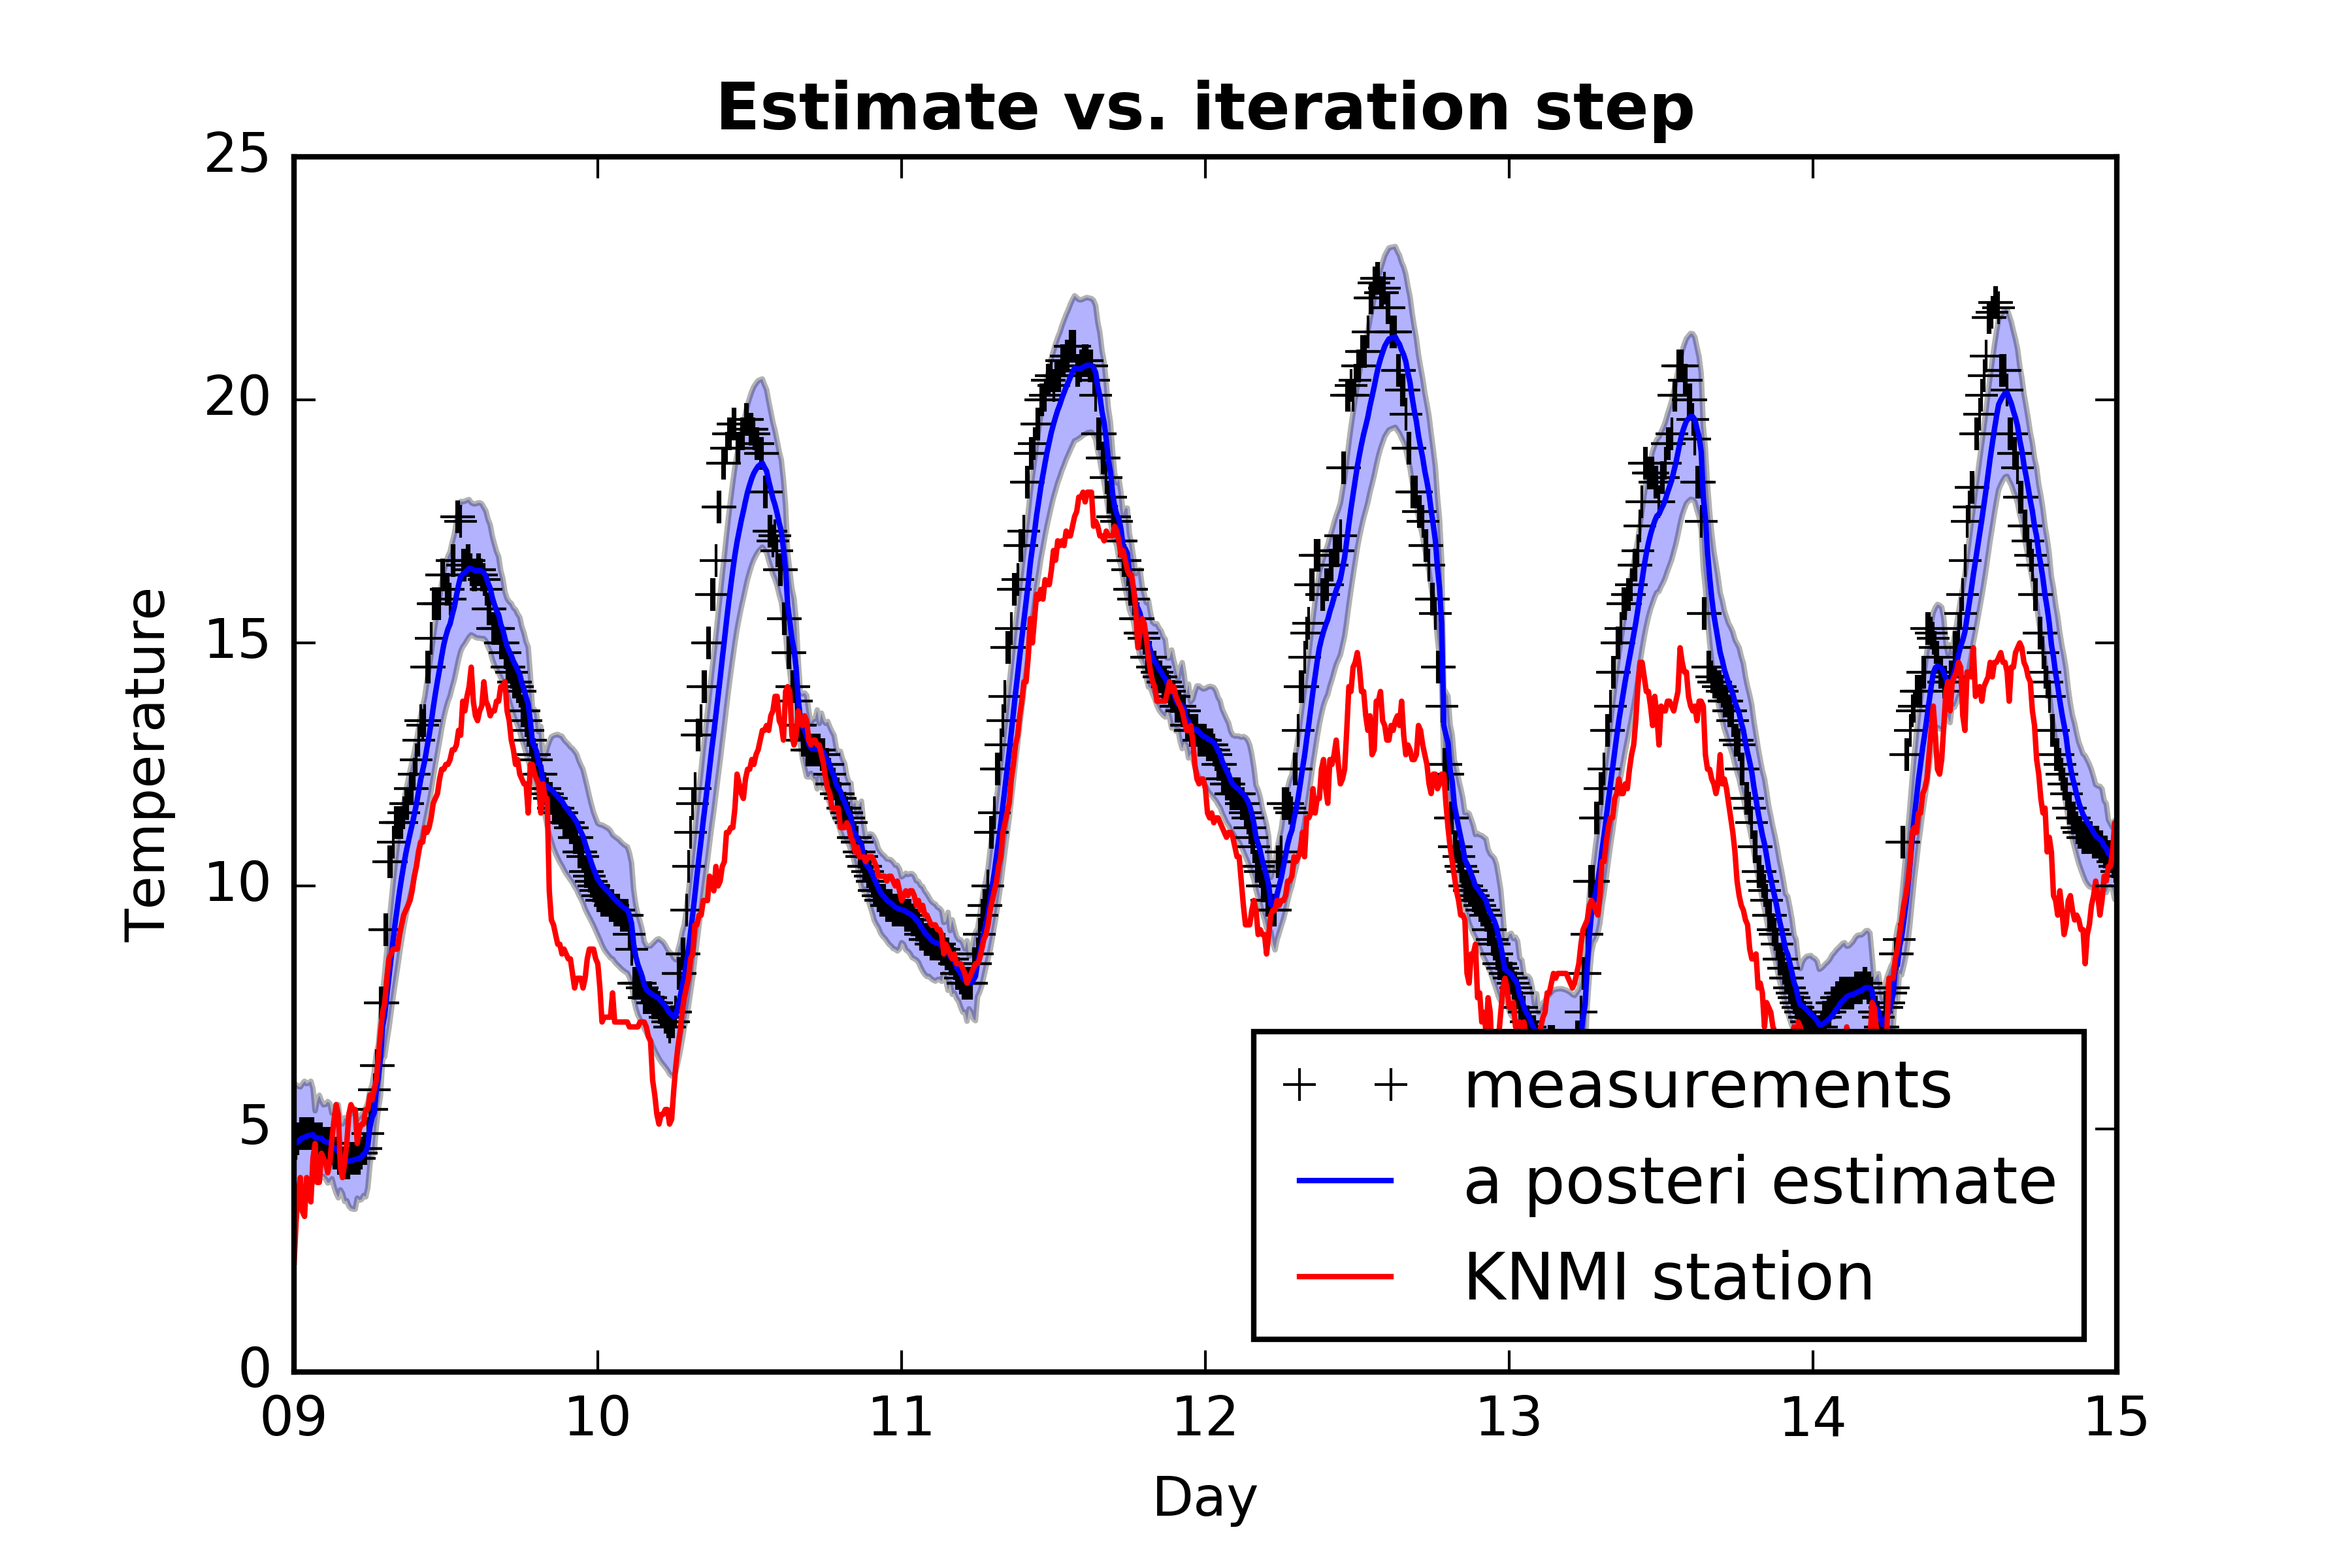 Estimate vs. iteration step
25
20
15
10
5
0
Temperature
09 10 11 12 13 14 15
Day
measurements
a posteri estimate
KNMI station